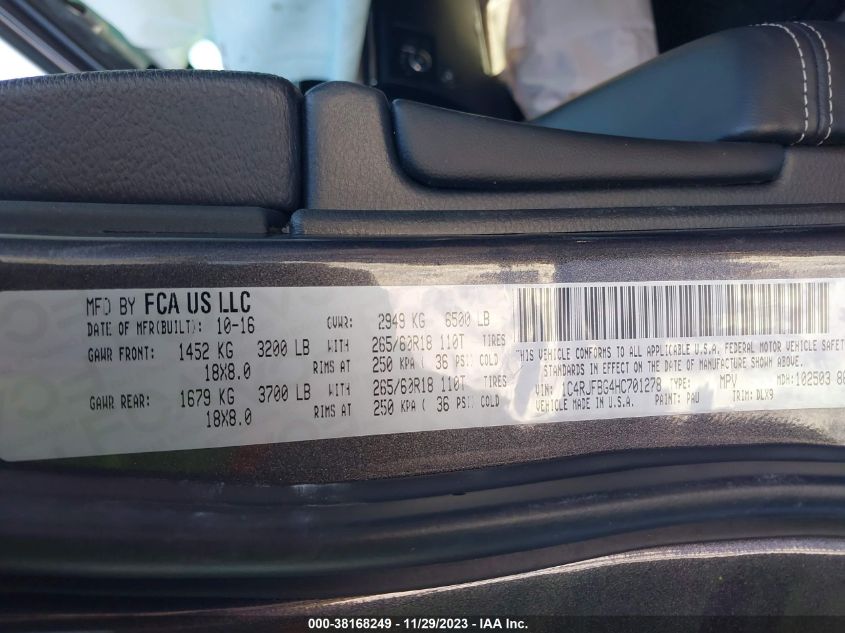 MFD BY FCA US LLC
DATE OF MFR(BUILT): 10-16 GVWR: 2949 KG 6500 LB
GAWR FRONT: 1452 KG 3200 LB WITH 265/60R18 110T TIRES
18X8.0 RIMS AT 250 KPA ( 36 PSI) COLD
GAWR REAR: 1679 KG 3700 LB WITH 265/60R18 110T TIRES
18X8.0 RIMS AT 250 KPA ( 36 PSI) COLD
THIS VEHICLE CONFORMS TO ALL APPLICABLE U.S.A. FEDERAL MOTOR VEHICLE SAFET
STANDARDS IN EFFECT ON THE DATE OF MANUFACTURE SHOWN ABOVE.
VIN: 1C4RJFBG4HC701278 TYPE: MPV MDH: 102503
VEHICLE MADE IN U.S.A. PAINT: PAU TRIM: DLX9
000-38168249 - 11/29/2023 - IAA Inc.